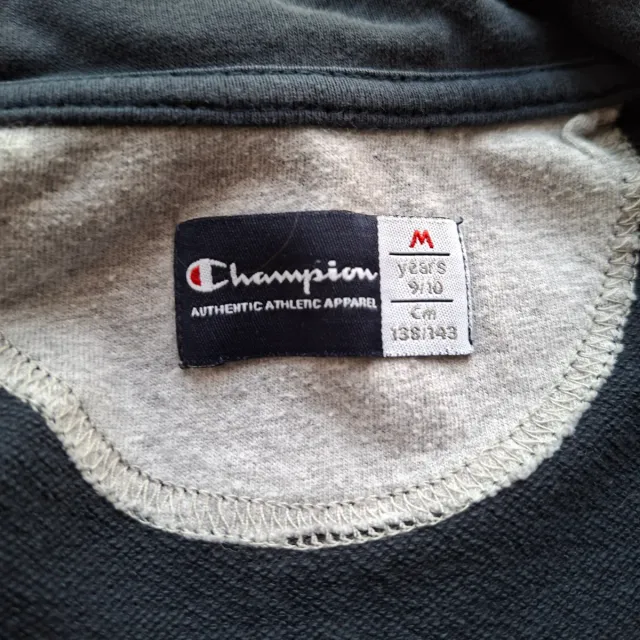 Champion
AUTHENTIC ATHLETIC APPAREL
M
years
9/10
cm
138/143